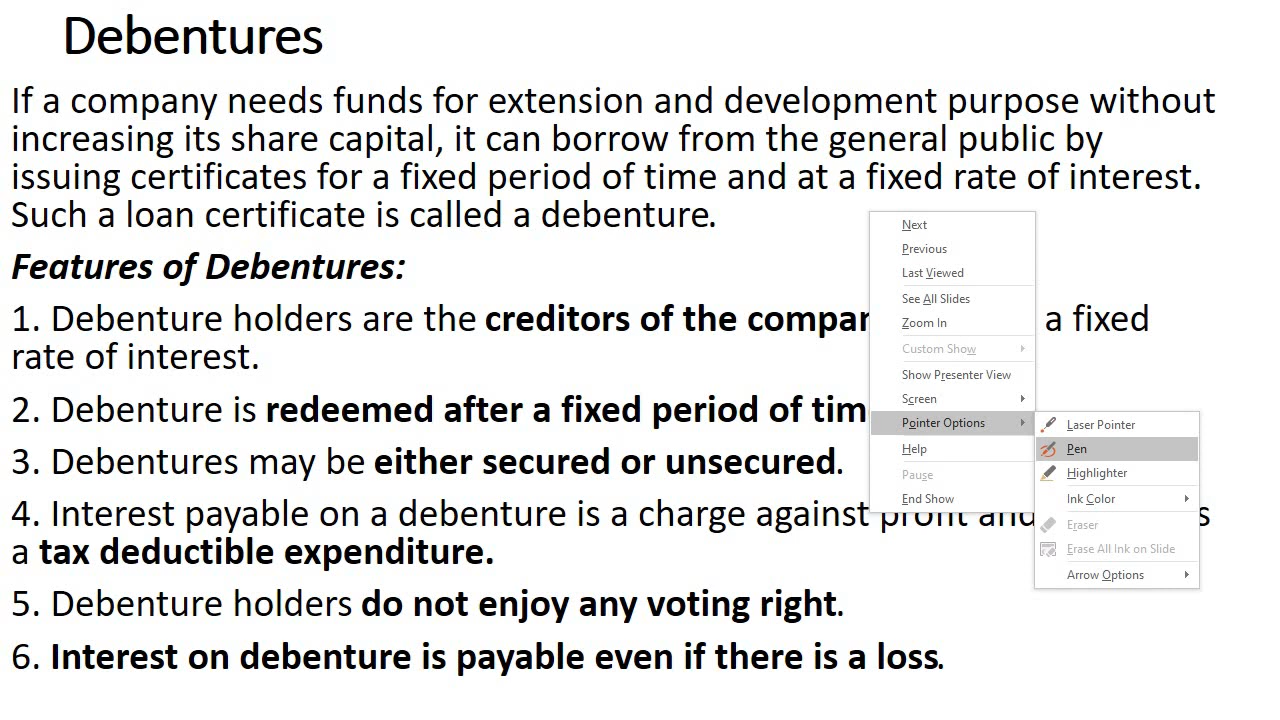 Debentures
If a company needs funds for extension and development purpose without
increasing its share capital, it can borrow from the general public by
issuing certificates for a fixed period of time and at a fixed rate of interest.
Such a loan certificate is called a debenture.
Features of Debentures:
1. Debenture holders are the creditors of the a fixed
rate of interest.
2. Debenture is redeemed after a fixed period of
3. Debentures may be either secured or unsecured.
4. Interest payable on a debenture is a charge against profit and
a tax deductible expenditure.
5. Debenture holders do not enjoy any voting right.
6. Interest on debenture is payable even if there is a loss.
Next
Previous
Last Viewed
See All Slides
Zoom In
Custom Show
Show Presenter View
Screen
Pointer Options
Help
Pause
End Show
Laser Pointer
Pen
Highlighter
Ink Color
Eraser
Erase All Ink on Slide
Arrow Options